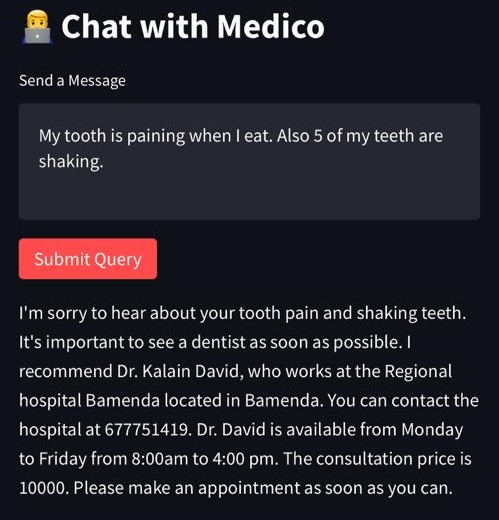 Chat with Medico
Send a Message
My tooth is paining when I eat. Also 5 of my teeth are
shaking.
Submit Query
I'm sorry to hear about your tooth pain and shaking teeth.
It's important to see a dentist as soon as possible. I
recommend Dr. Kalain David, who works at the Regional
hospital Bamenda located in Bamenda. You can contact the
hospital at 677751419. Dr. David is available from Monday
to Friday from 8:00am to 4:00 pm. The consultation price is
10000. Please make an appointment as soon as you can.